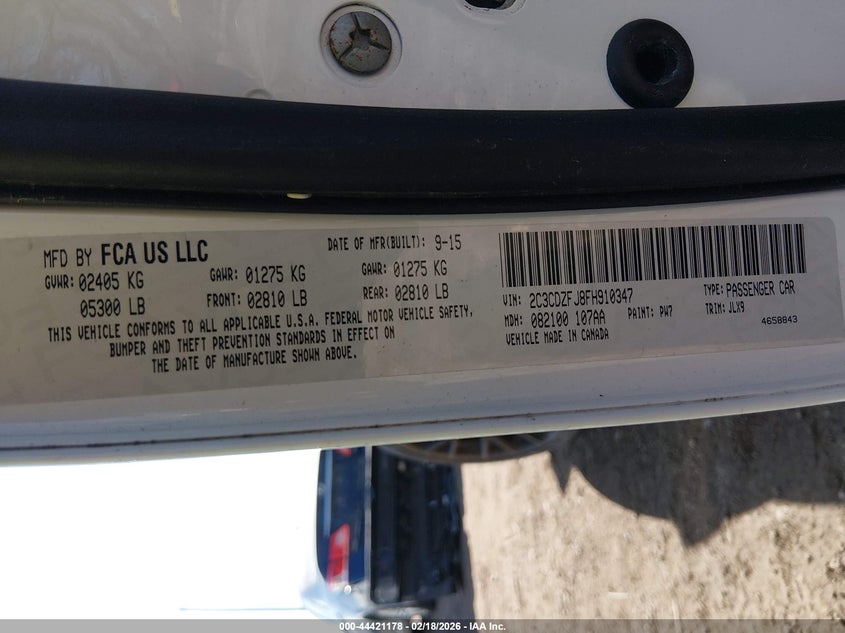 MFD BY FCA US LLC
DATE OF MFR(BUILT): 9-15
GVWR: 02405 KG
GAWR: 01275 KG
GAWR: 01275 KG
05300 LB
FRONT: 02810 LB
REAR: 02810 LB
THIS VEHICLE CONFORMS TO ALL APPLICABLE U.S.A. FEDERAL MOTOR VEHICLE SAFETY,
BUMPER AND THEFT PREVENTION STANDARDS IN EFFECT ON
THE DATE OF MANUFACTURE SHOWN ABOVE.
VIN: 2C3CDZFJ8FH910347
TYPE: PASSENGER CAR
MDH: 082100 107AA
PAINT: PW7
TRIM: JLX9
VEHICLE MADE IN CANADA
4658843
000-44421178 - 02/18/2026 - IAA Inc.